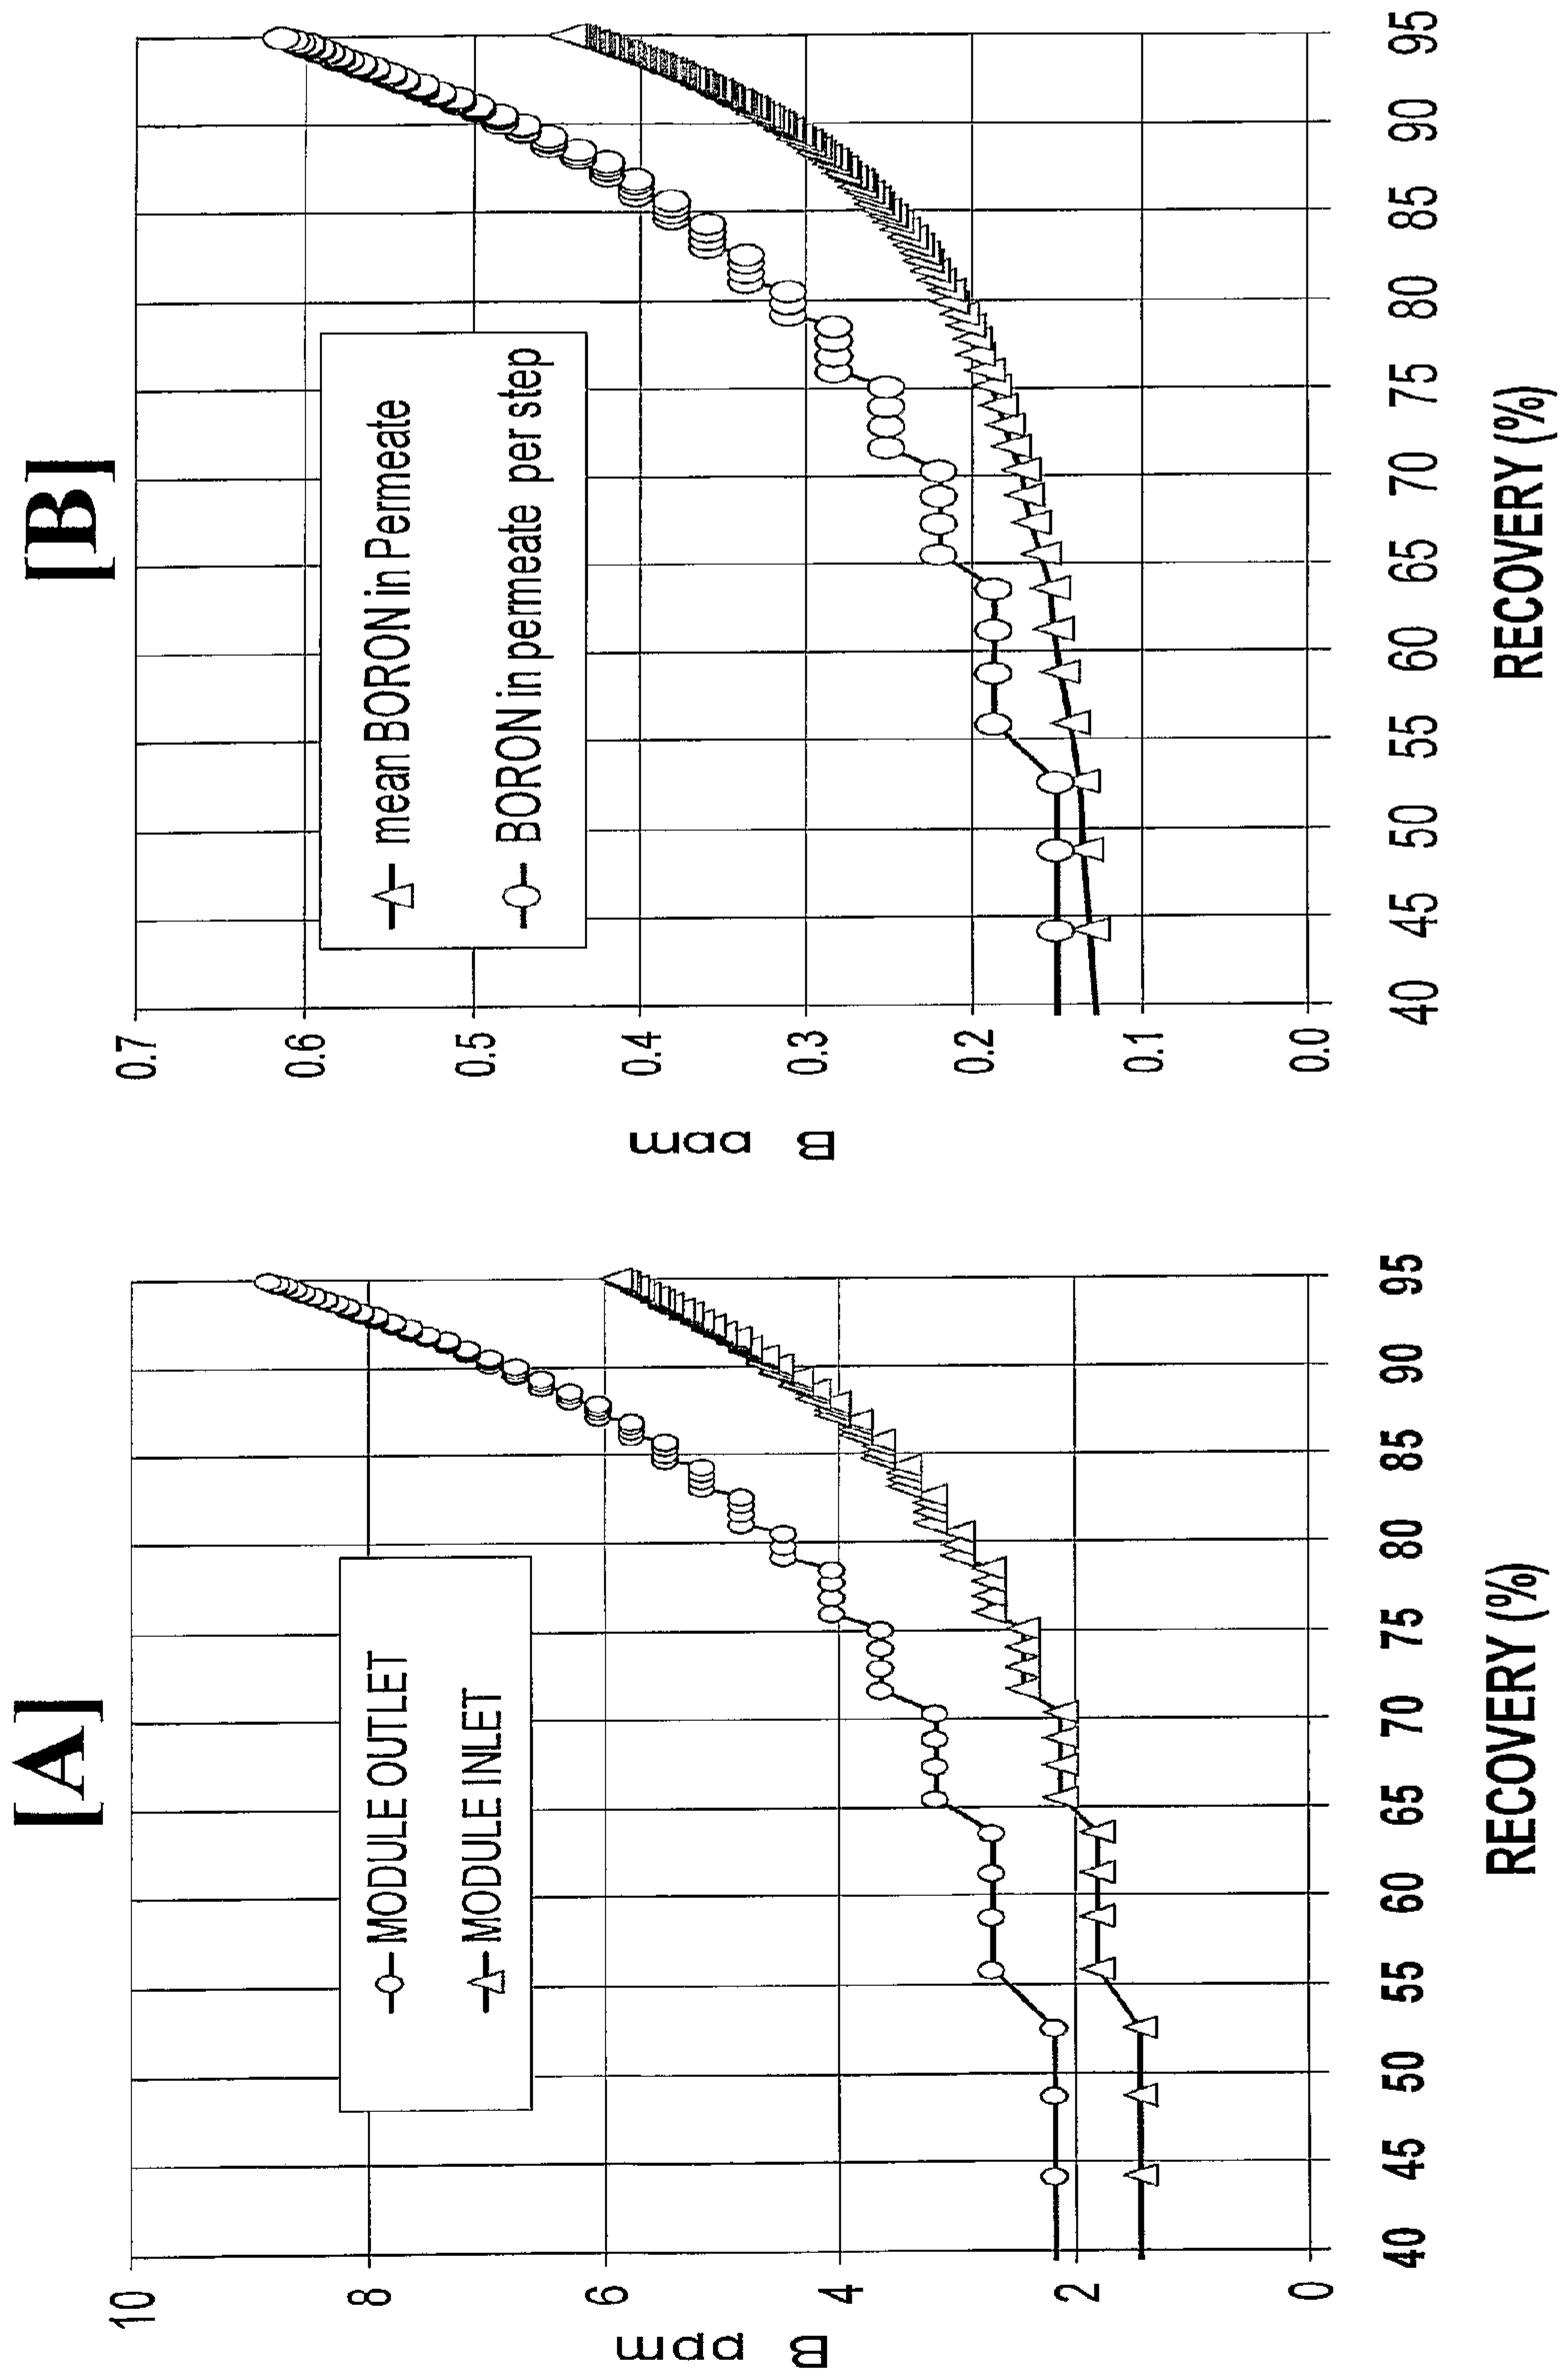 [A]
10
8
6
4
2
0
B ppm
MODULE OUTLET
MODULE INLET
40 45 50 55 60 65 70 75 80 85 90 95
RECOVERY (%)
[B]
0.7
0.6
0.5
0.4
0.3
0.2
0.1
0.0
B ppm
mean BORON in Permeate
BORON in permeate per step
40 45 50 55 60 65 70 75 80 85 90 95
RECOVERY (%)